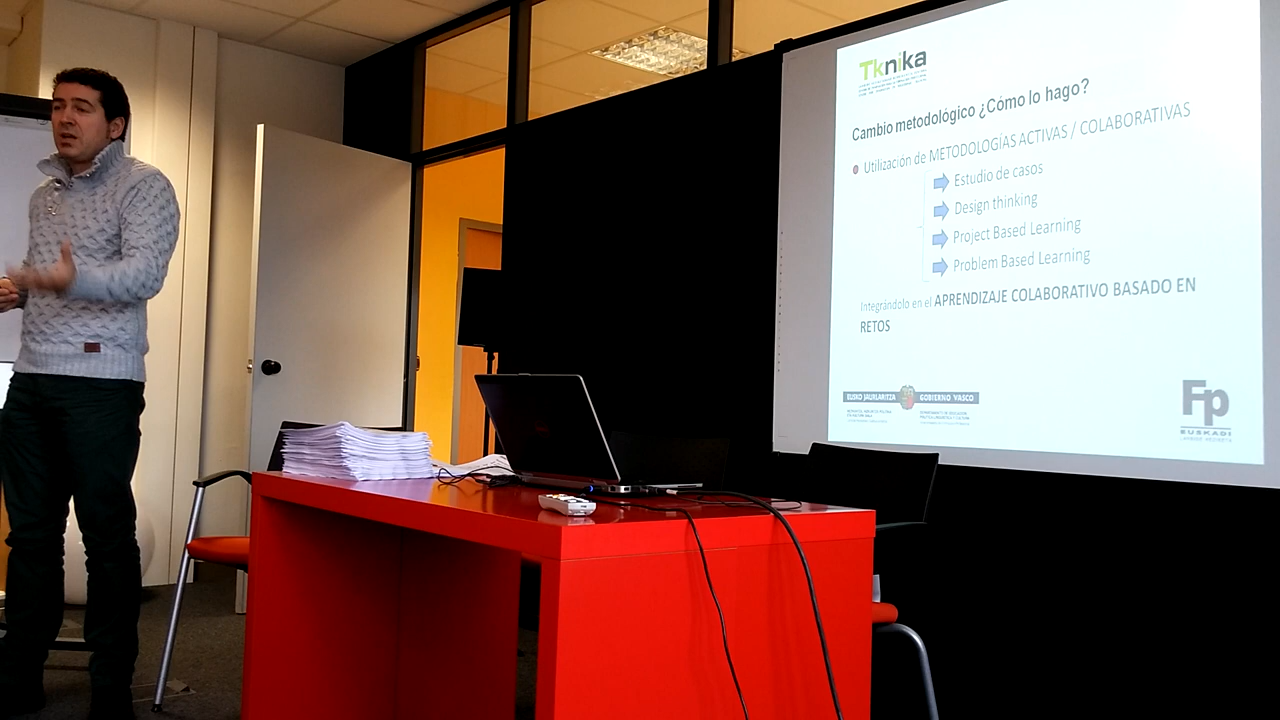 Tknika
Cambio metodológico ¿Cómo lo hago?
Utilización de METODOLOGÍAS ACTIVAS / COLABORATIVAS
Estudio de casos
Design thinking
Project Based Learning
Problem Based Learning
Integrándolo en el APRENDIZAJE COLABORATIVO BASADO EN
RETOS
EUSKO JAURLARITZA GOBIERNO VASCO
Fp
EUSKADI